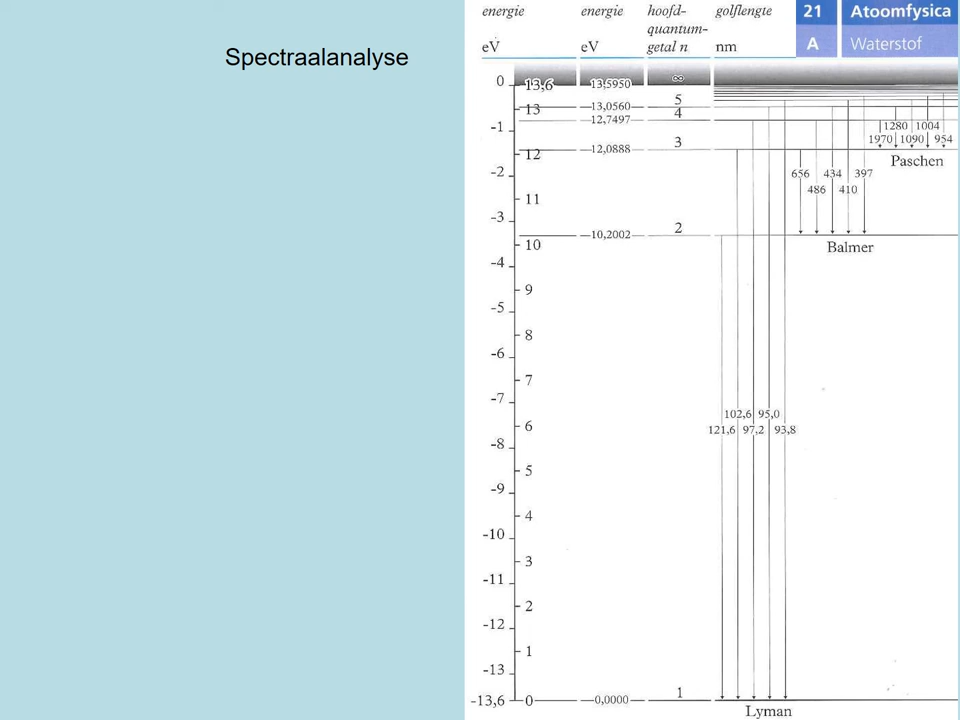 Spectraalanalyse
energie energie hoofd- golflengte 21 Atoomfysica
quantum-
eV eV getal n nm A Waterstof
0 13,6 13,5950 ∞
13 13,0560 5
-1 12,7497 4 1280 1004
1970 1090 954
12 12,0888 3 Paschen
-2 656 434 397
486 410
11
-3
10 10,2002 2 Balmer
-4
9
-5
8
-6
7
-7
102,6 95,0
6 121,6 97,2 93,8
-8
5
-9
4
-10
3
-11
2
-12
1
-13
-13,6 0 0,0000 1
Lyman